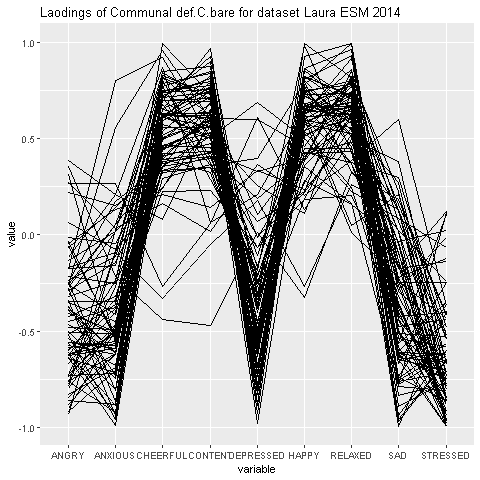 Laodings of Communal def.C.bare for dataset Laura ESM 2014
1.0
0.5
0.0
-0.5
-1.0
value
ANGRY ANXIOUS CHEERFUL CONTENT DEPRESSED HAPPY RELAXED SAD STRESSED
variable